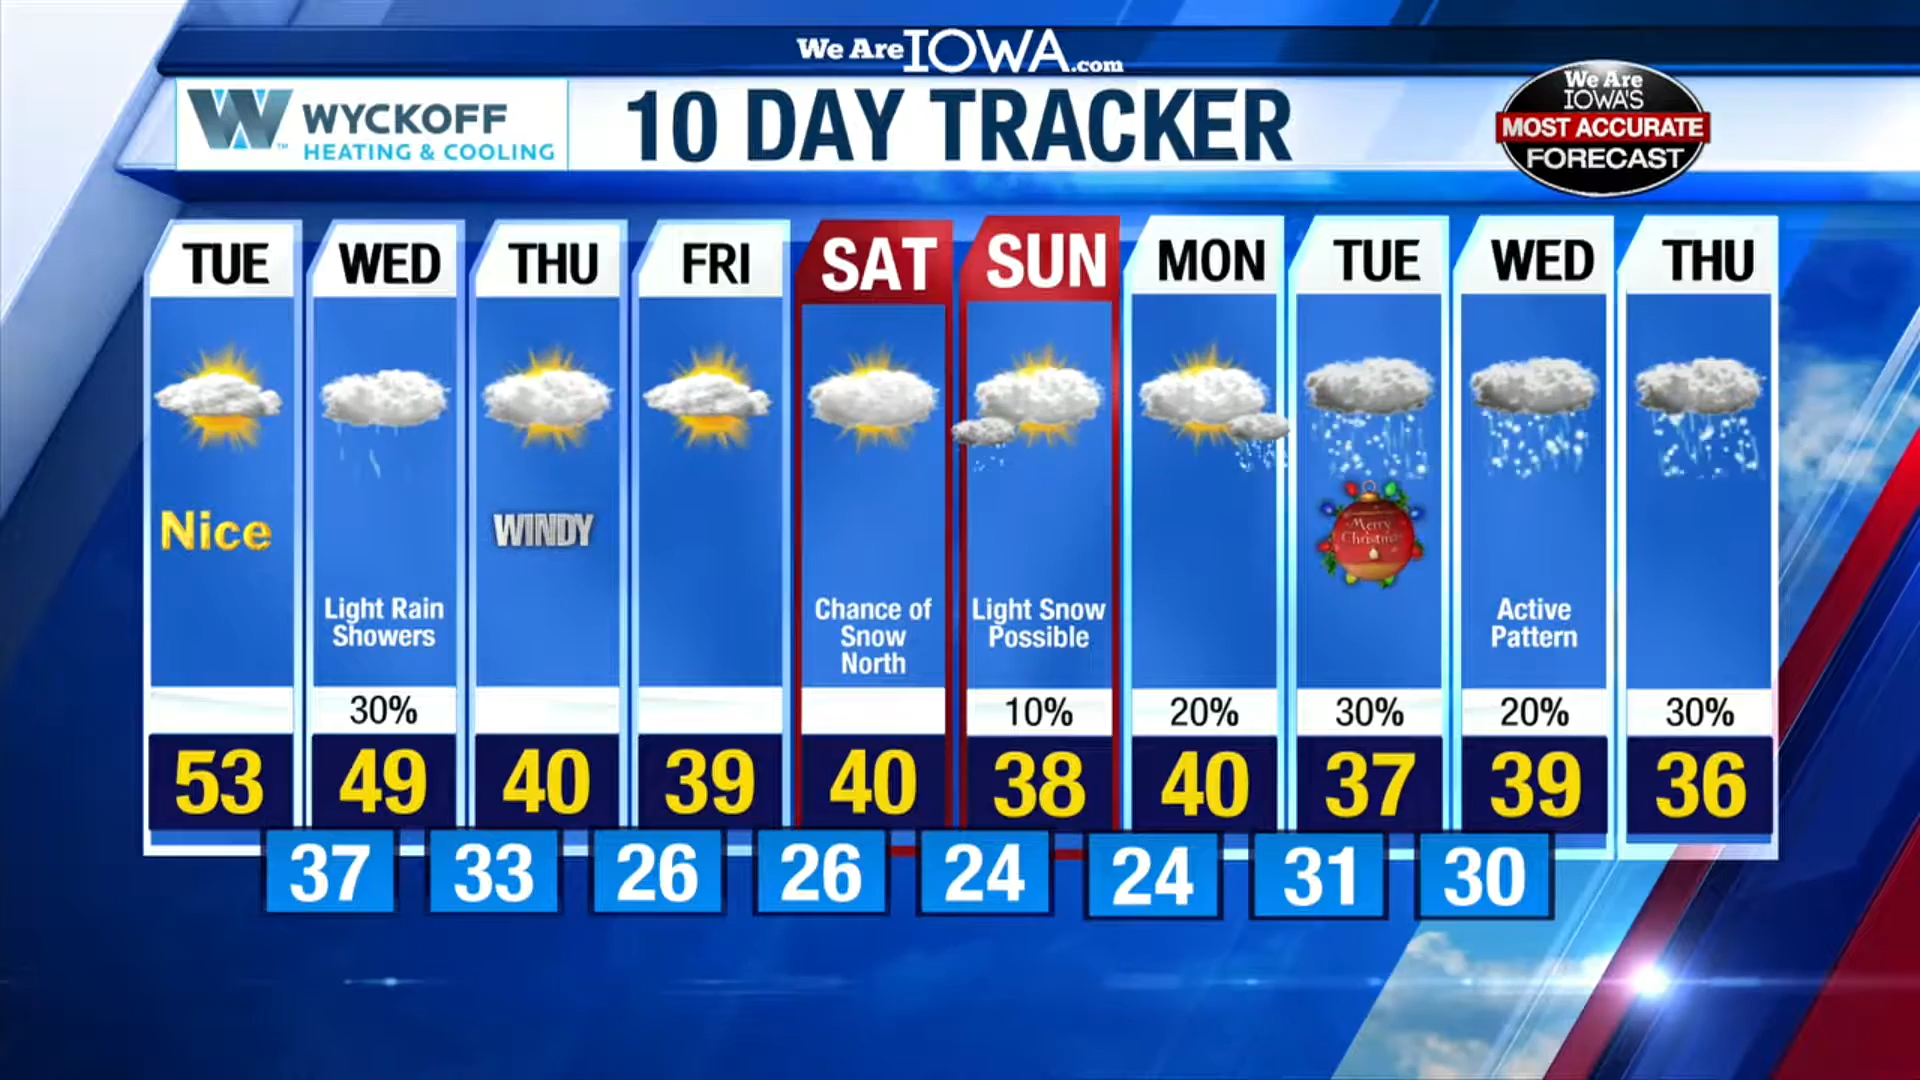 We Are IOWA.com
W™ WYCKOFF
HEATING & COOLING
10 DAY TRACKER
We Are
IOWA'S
MOST ACCURATE
FORECAST
TUE WED THU FRI SAT SUN MON TUE WED THU
Nice
WINDY
Merry
Christmas
Light Rain
Showers
Chance of
Snow
North
Light Snow
Possible
Active
Pattern
30% 10% 20% 30% 20% 30%
53 49 40 39 40 38 40 37 39 36
37 33 26 26 24 24 31 30